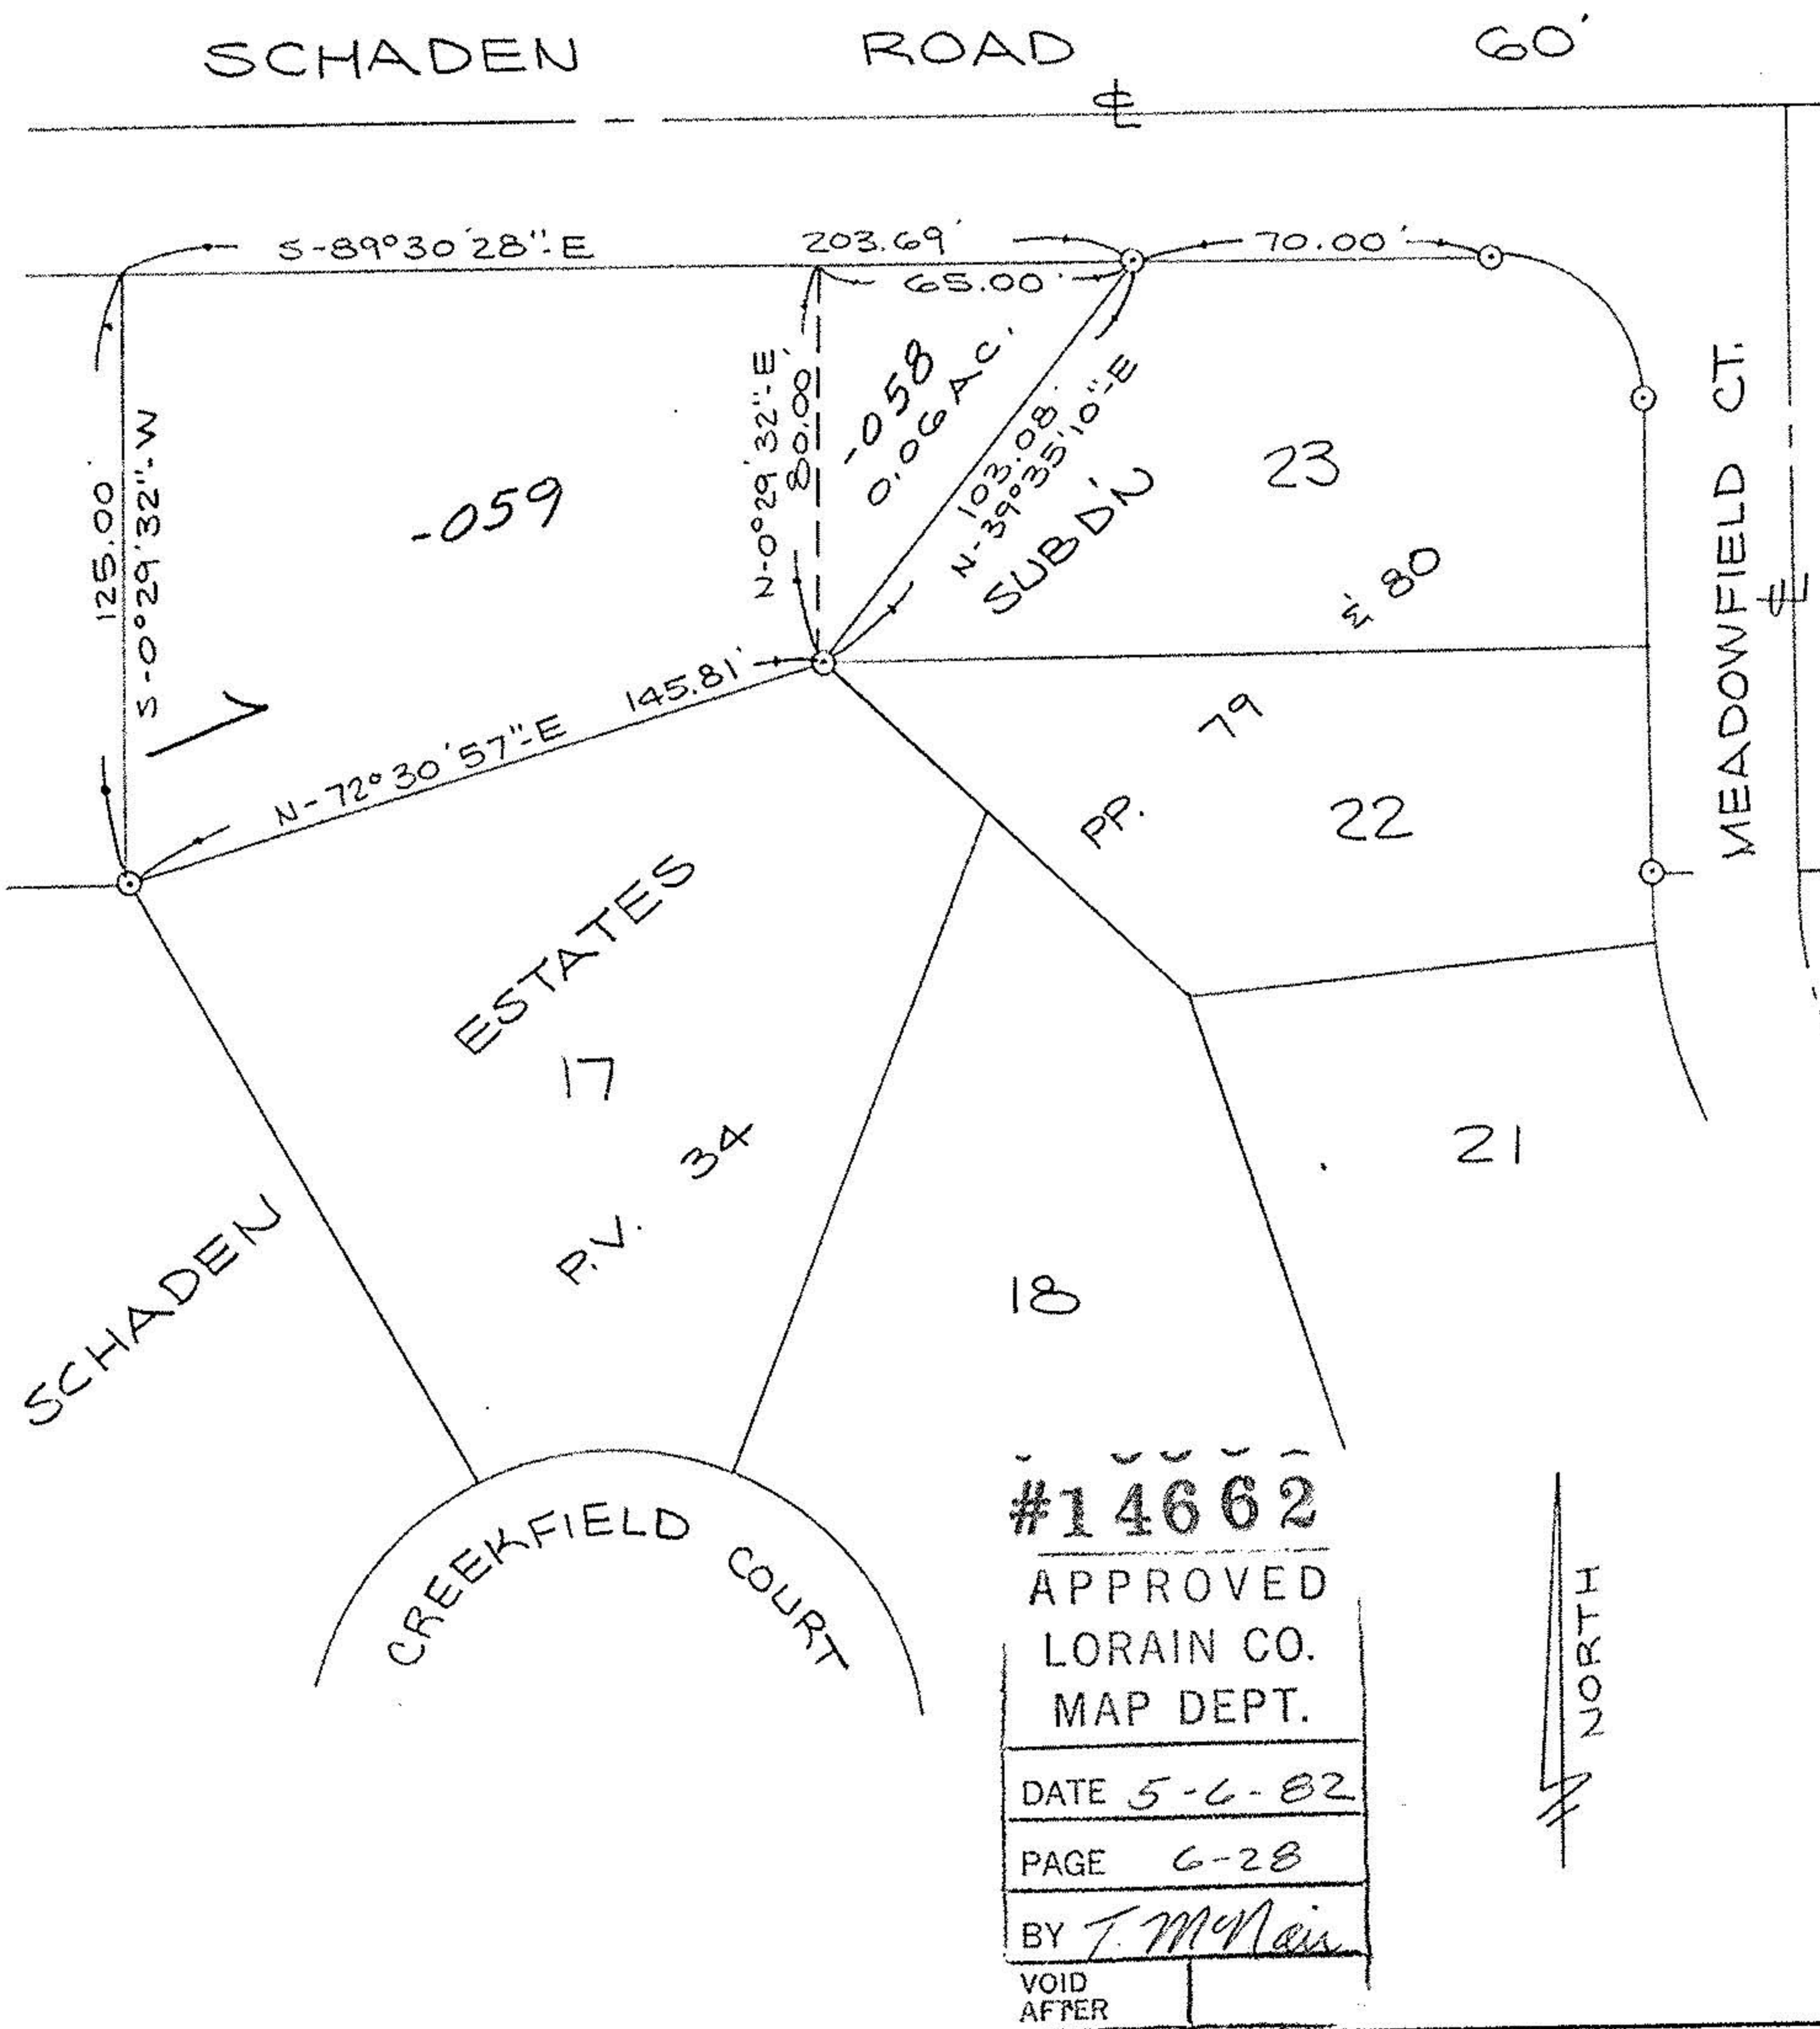 SCHADEN ROAD 60'
℄
S-89°30'28"-E 203.69' 70.00'
65.00'
125.00'
S-0°29'32"-W
-059
N-0°29'32"-E
80.00'
-058
0.06 AC.
103.08'
N-39°35'10"-E
SUBD'N
23
& 80
MEADOWFIELD CT.
℄
N-72°30'57"-E 145.81'
79
PP.
22
ESTATES
17
34
P.V.
21
18
SCHADEN
CREEKFIELD COURT
#14662
APPROVED
LORAIN CO.
MAP DEPT.
DATE 5-6-82
PAGE 6-28
BY T. McNair
VOID
AFTER
NORTH